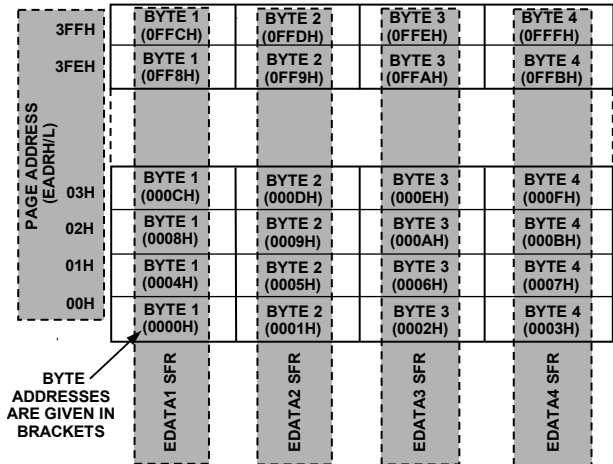 PAGE ADDRESS
(EADRH/L)
3FFH
BYTE 1
(0FFCH)
BYTE 2
(0FFDH)
BYTE 3
(0FFEH)
BYTE 4
(0FFFH)
3FEH
BYTE 1
(0FF8H)
BYTE 2
(0FF9H)
BYTE 3
(0FFAH)
BYTE 4
(0FFBH)
03H
BYTE 1
(000CH)
BYTE 2
(000DH)
BYTE 3
(000EH)
BYTE 4
(000FH)
02H
BYTE 1
(0008H)
BYTE 2
(0009H)
BYTE 3
(000AH)
BYTE 4
(000BH)
01H
BYTE 1
(0004H)
BYTE 2
(0005H)
BYTE 3
(0006H)
BYTE 4
(0007H)
00H
BYTE 1
(0000H)
BYTE 2
(0001H)
BYTE 3
(0002H)
BYTE 4
(0003H)
BYTE
ADDRESSES
ARE GIVEN IN
BRACKETS
EDATA1 SFR
EDATA2 SFR
EDATA3 SFR
EDATA4 SFR